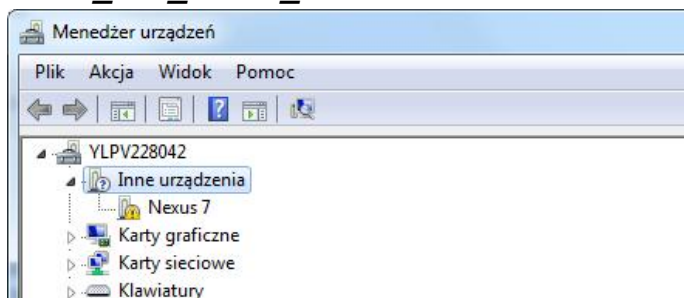 Menedżer urządzeń
Plik Akcja Widok Pomoc
YLPV228042
Inne urządzenia
Nexus 7
Karty graficzne
Karty sieciowe
Klawiatury